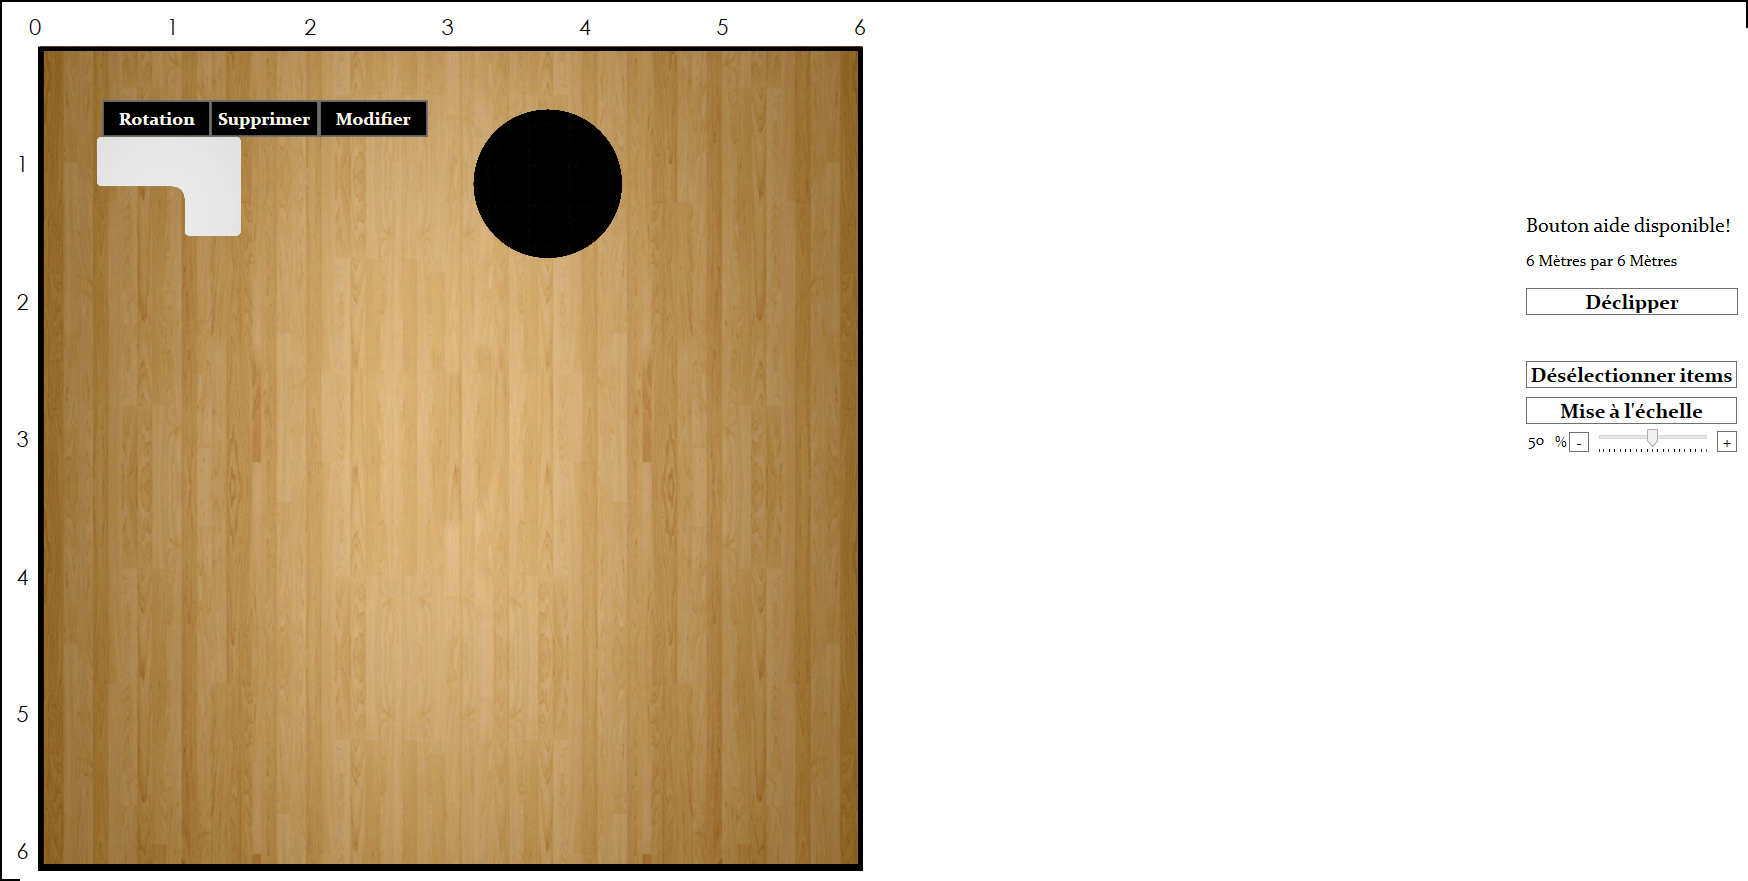 0 1 2 3 4 5 6
Rotation Supprimer Modifier
1
Bouton aide disponible!
6 Mètres par 6 Mètres
2
Déclipper
Désélectionner items
Mise à l'échelle
3
50 % - +
4
5
6